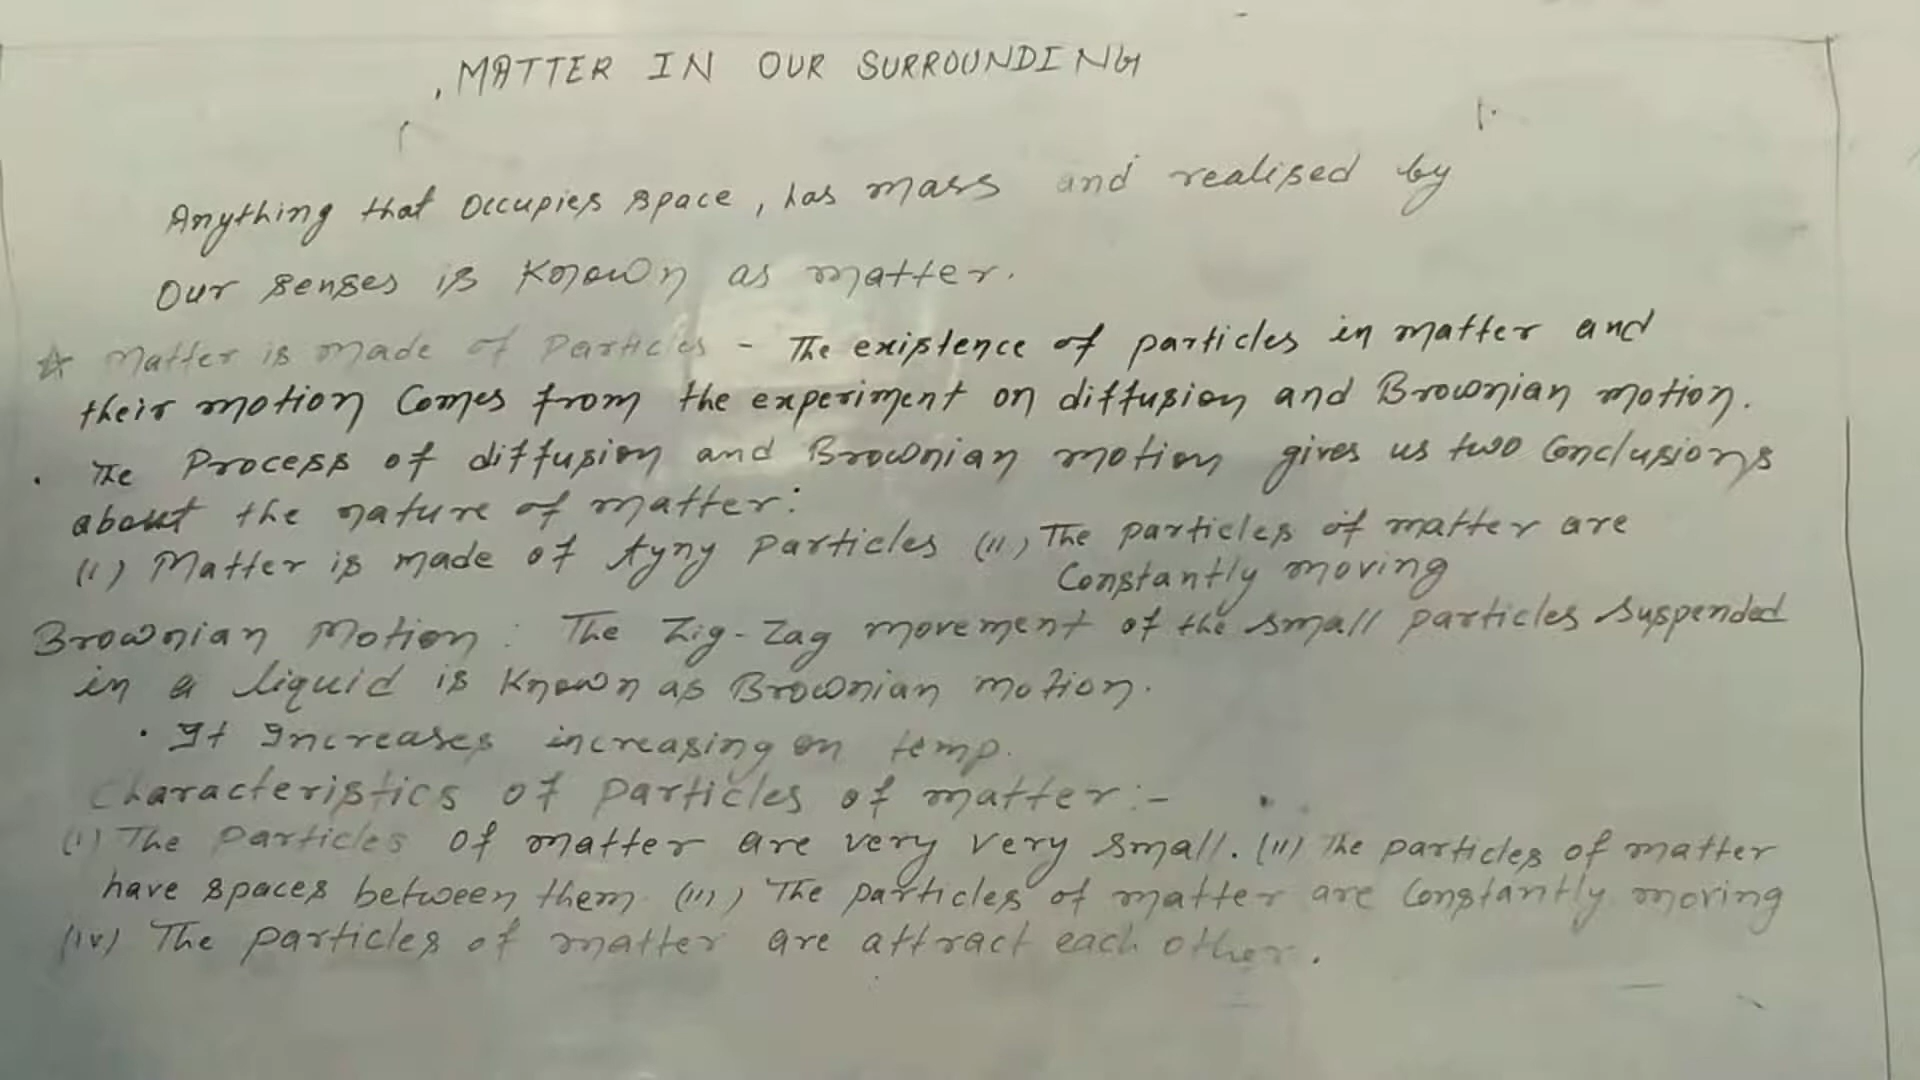 MATTER IN OUR SURROUNDING
Anything that occupies space, has mass and realised by
Our senses is Known as matter.
☆ Matter is made of Particles - The existence of particles in matter and
their motion Comes from the experiment on diffusion and Brownian motion.
• The Process of diffusion and Brownian motion gives us two Conclusions
about the nature of matter:
(i) Matter is made of tyny particles (ii) The particles of matter are
Constantly moving
Brownian Motion : The Zig-Zag movement of the small particles suspended
in a liquid is Known as Brownian motion.
• It Increases increasing on temp.
Characteristics of Particles of matter :-
(i) The Particles of matter are very very small. (ii) The particles of matter
have spaces between them. (iii) The particles of matter are Constantly moving
(iv) The particles of matter are attract each other.